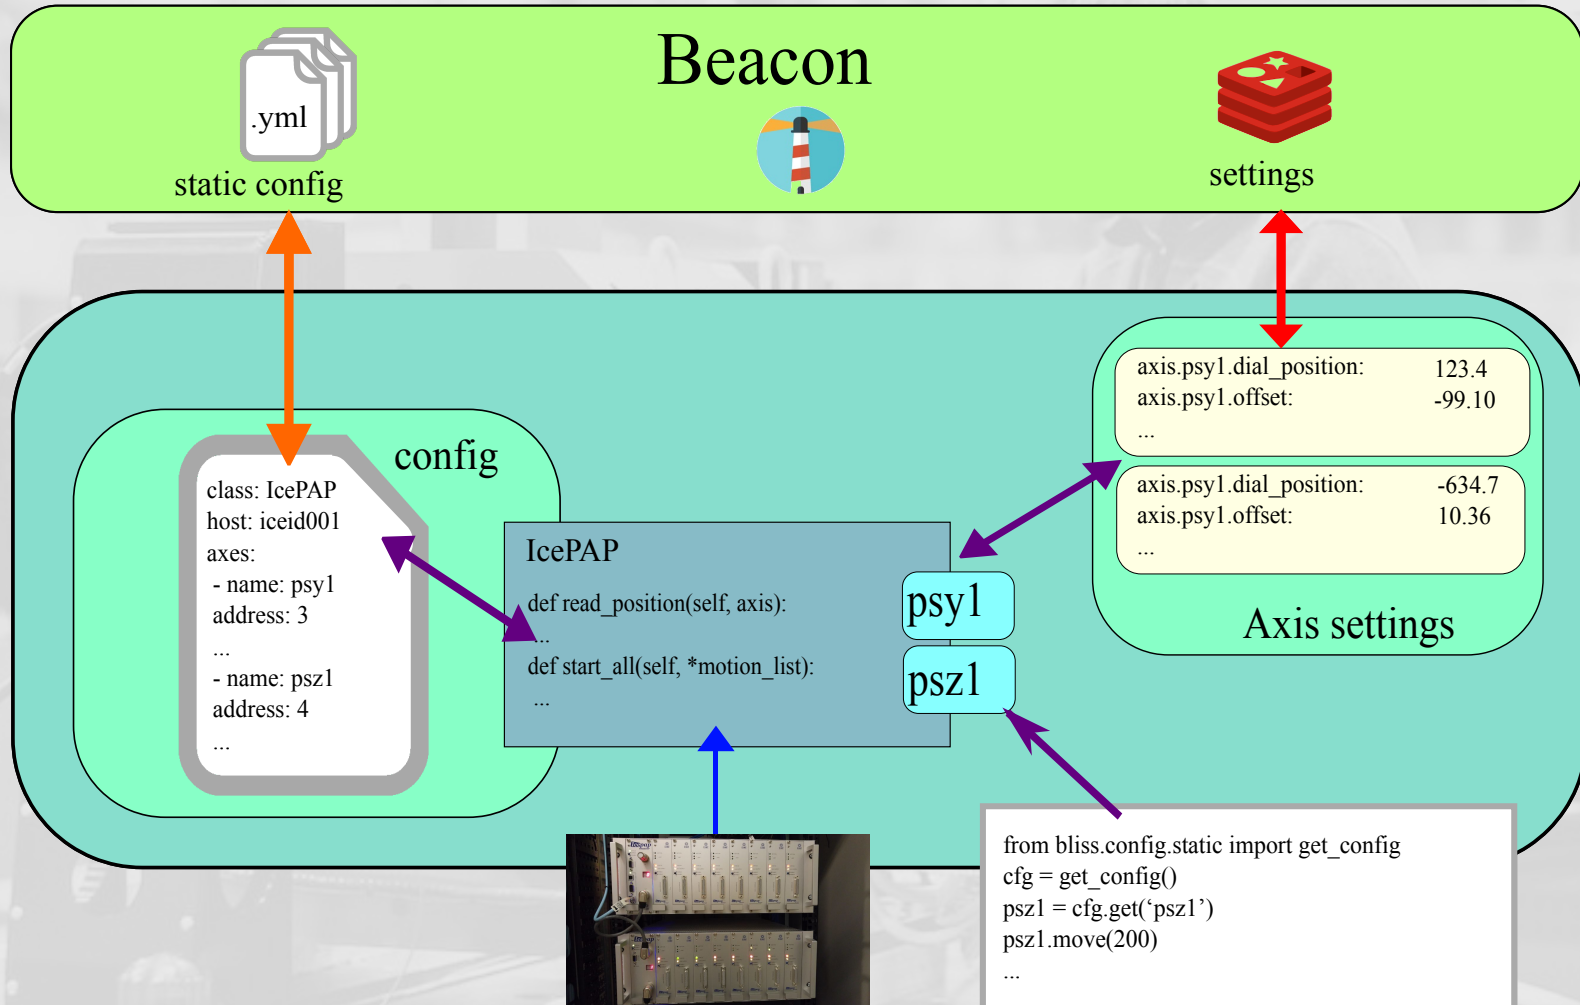 Beacon
.yml
static config
settings
config
class: IcePAP
host: iceid001
axes:
- name: psy1
address: 3
...
- name: psz1
address: 4
...
IcePAP
def read_position(self, axis):
...
def start_all(self, *motion_list):
...
psy1
psz1
axis.psy1.dial_position: 123.4
axis.psy1.offset: -99.10
...
axis.psy1.dial_position: -634.7
axis.psy1.offset: 10.36
...
Axis settings
from bliss.config.static import get_config
cfg = get_config()
psz1 = cfg.get(‘psz1’)
psz1.move(200)
...